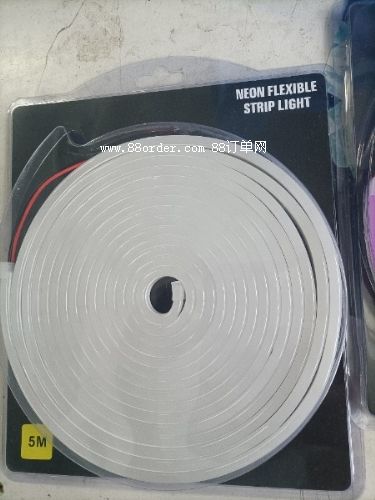 NEON FLEXIBLE
STRIP LIGHT
www.88order.com 88订单网
5M